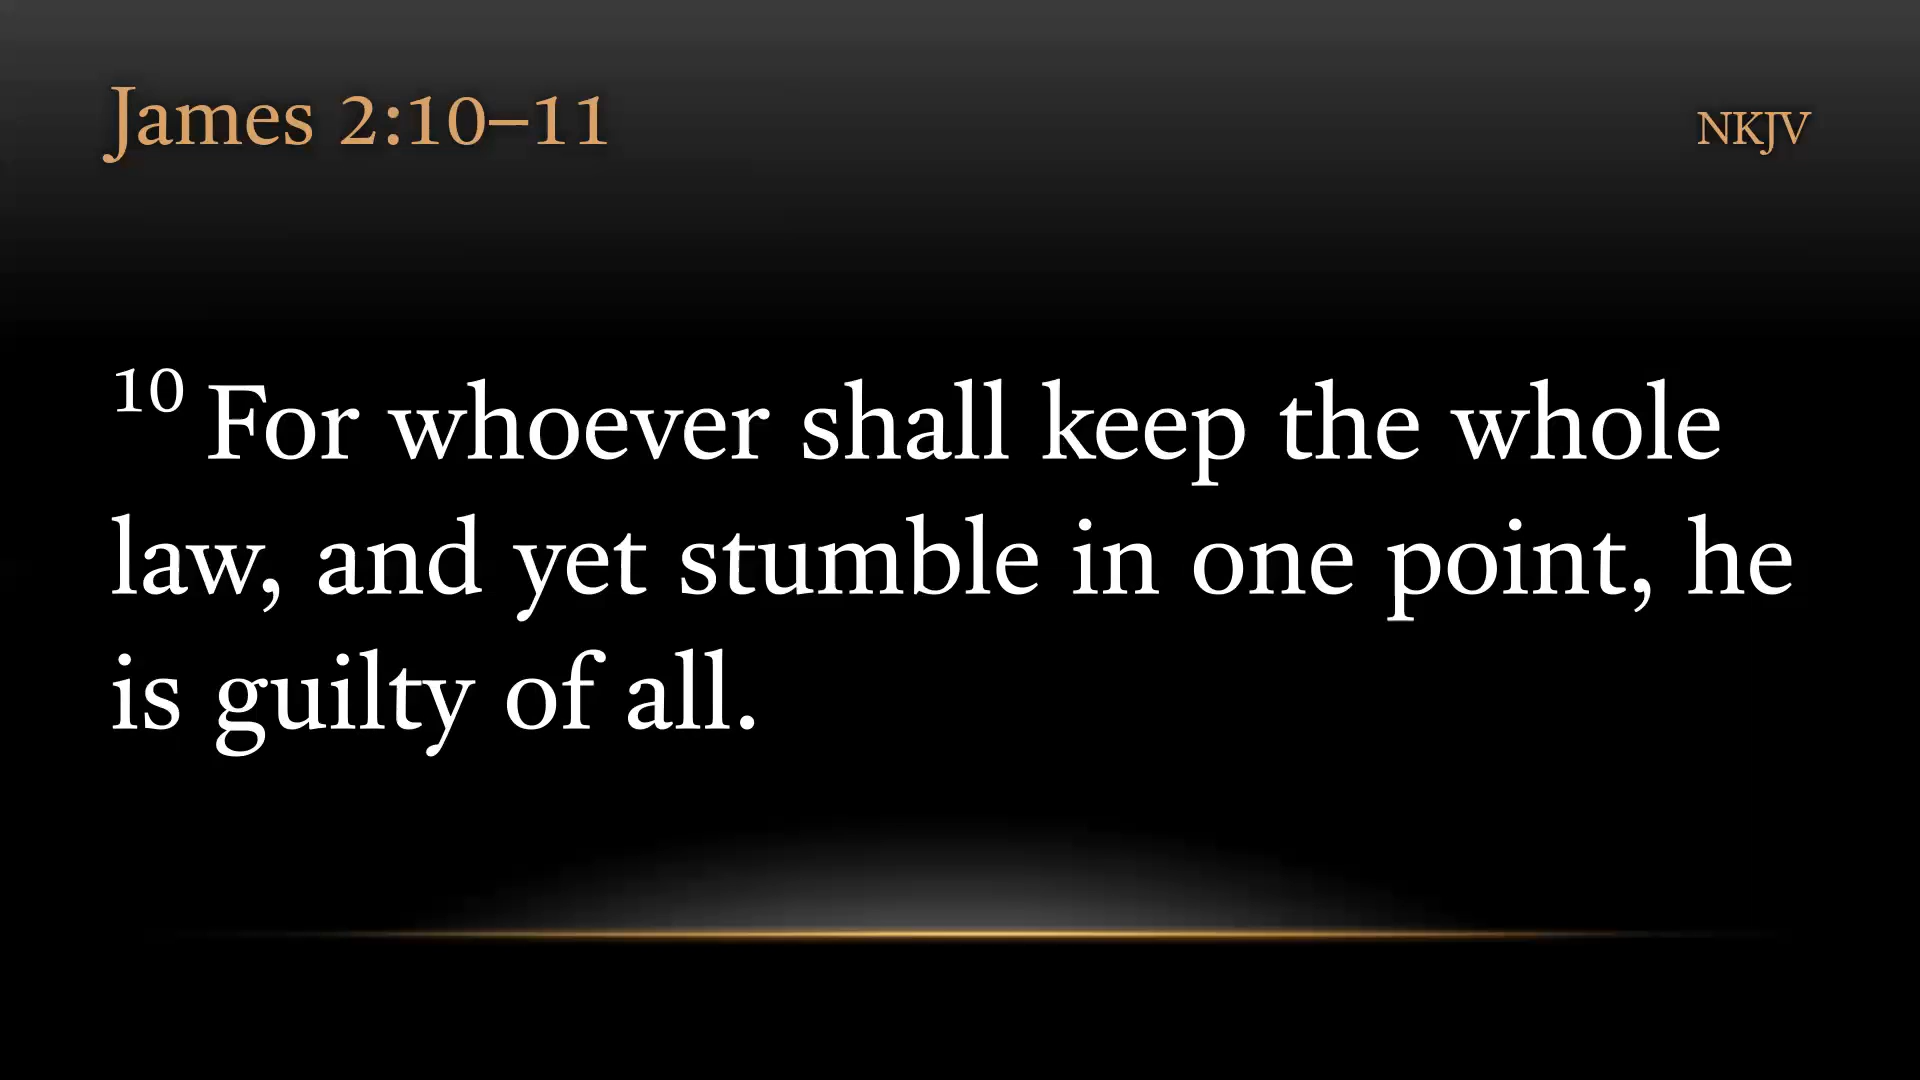 James 2:10–11
NKJV
10 For whoever shall keep the whole
law, and yet stumble in one point, he
is guilty of all.